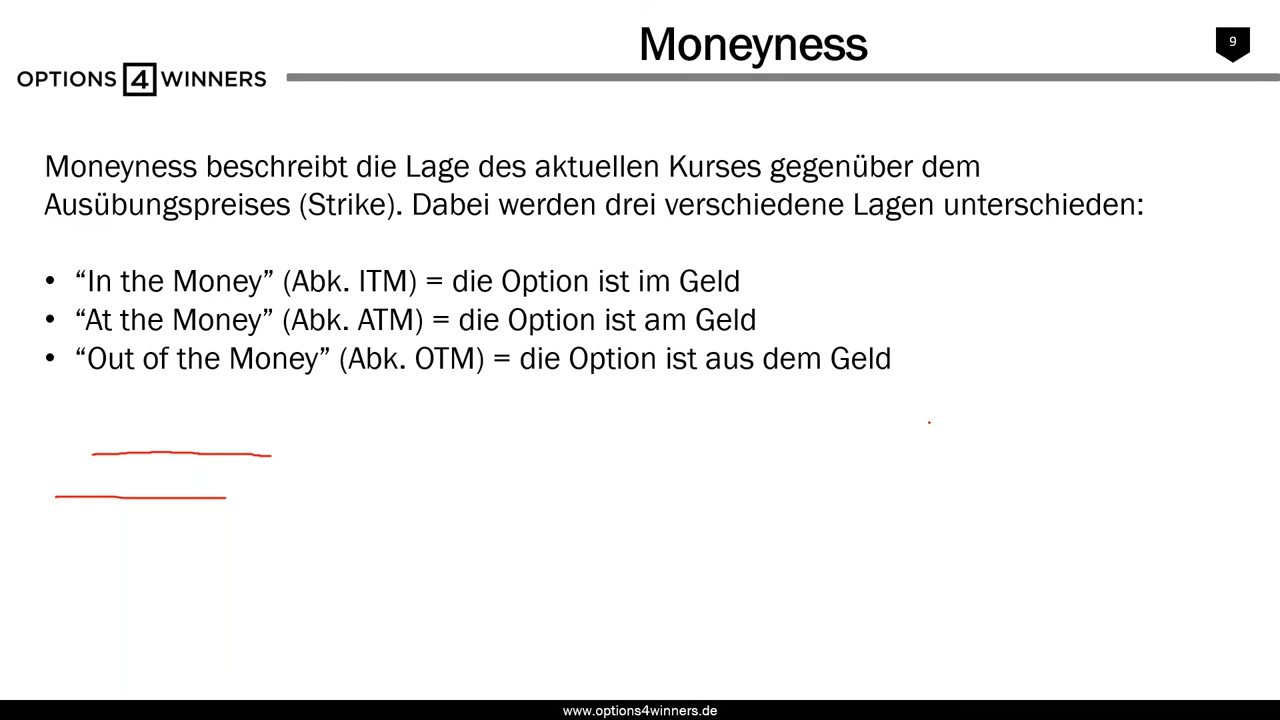 Moneyness
9
OPTIONS 4 WINNERS
Moneyness beschreibt die Lage des aktuellen Kurses gegenüber dem
Ausübungspreises (Strike). Dabei werden drei verschiedene Lagen unterschieden:
• “In the Money” (Abk. ITM) = die Option ist im Geld
• “At the Money” (Abk. ATM) = die Option ist am Geld
• “Out of the Money” (Abk. OTM) = die Option ist aus dem Geld
www.options4winners.de